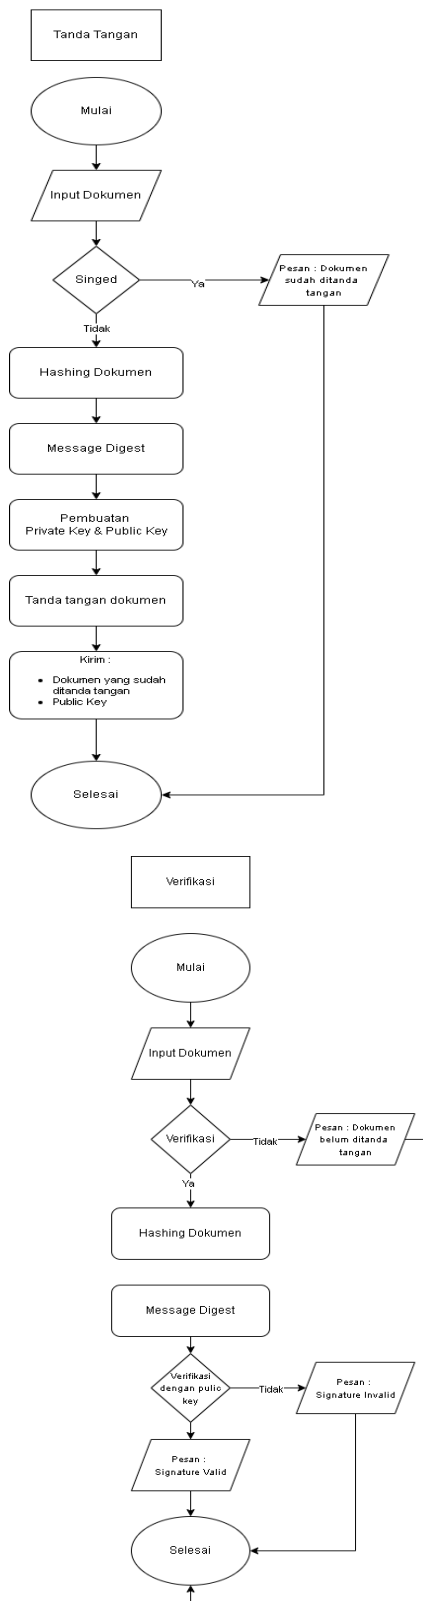 Tanda Tangan
Mulai
Input Dokumen
Singed
Ya
Pesan : Dokumen
sudah ditanda
tangan
Tidak
Hashing Dokumen
Message Digest
Pembuatan
Private Key & Public Key
Tanda tangan dokumen
Kirim :
• Dokumen yang sudah
ditanda tangan
• Public Key
Selesai
Verifikasi
Mulai
Input Dokumen
Verifikasi
Tidak
Pesan : Dokumen
belum ditanda
tangan
Ya
Hashing Dokumen
Message Digest
Verifikasi
dengan pulic
key
Tidak
Pesan :
Signature Invalid
Pesan :
Signature Valid
Selesai